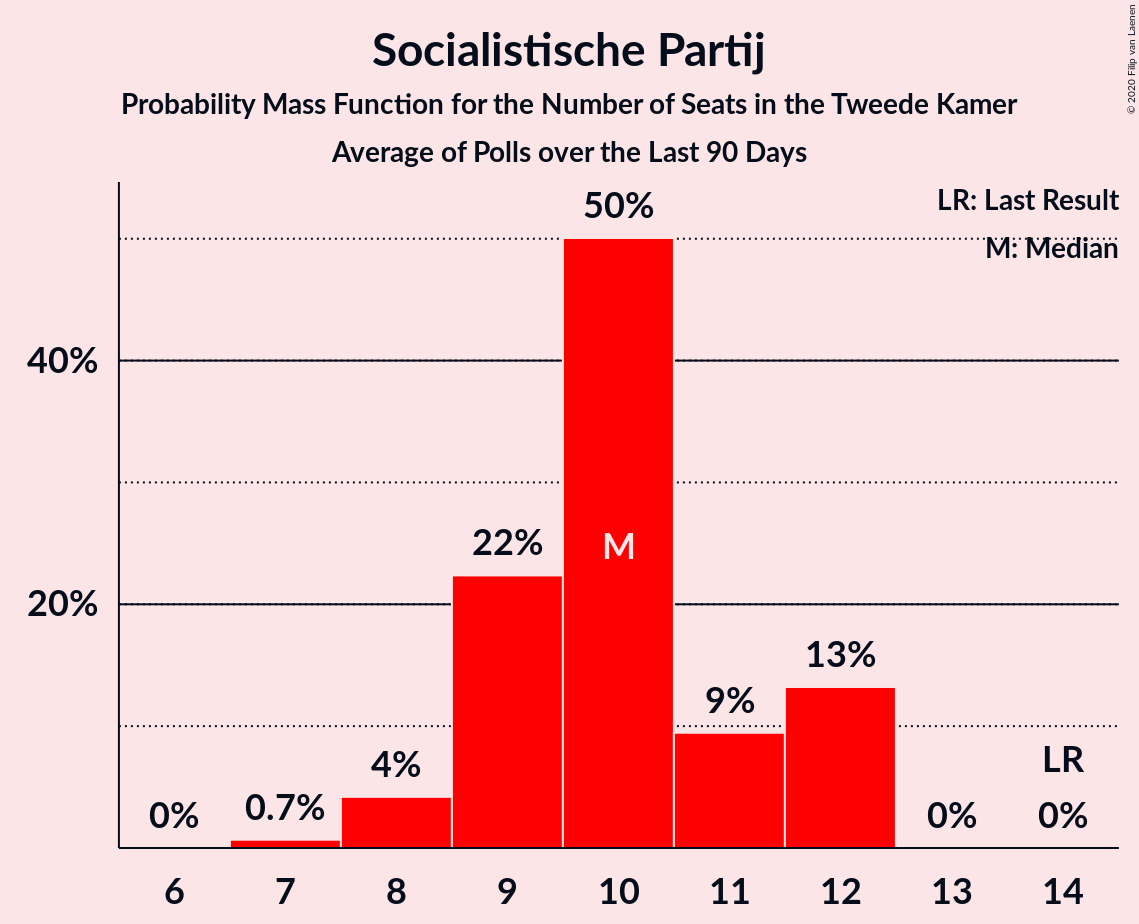 Socialistische Partij
Probability Mass Function for the Number of Seats in the Tweede Kamer
Average of Polls over the Last 90 Days
© 2020 Filip van Laenen
LR: Last Result
M: Median
50%
40%
22%
M
20%
13%
9%
4%
LR
0%
0.7%
0%
0%
6 7 8 9 10 11 12 13 14